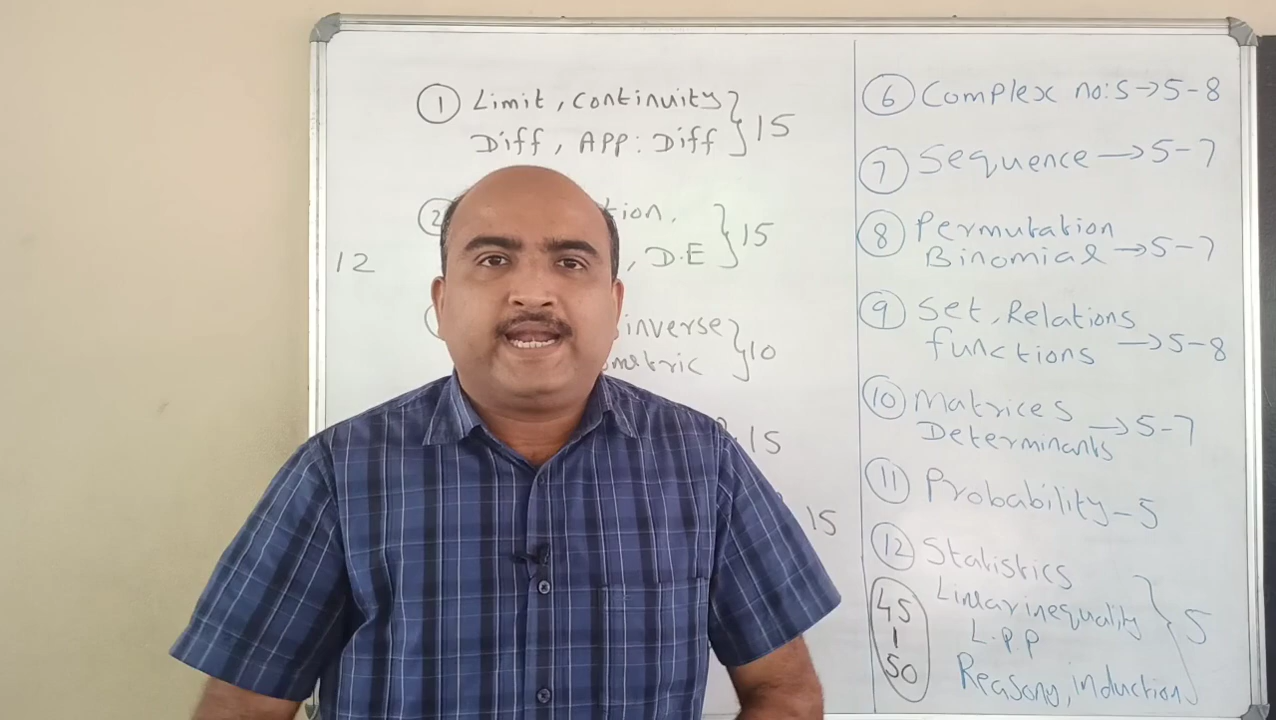 ① Limit, continuity
Diff, APP: Diff } 15
② tion,
, D.E } 15
12
inverse
metric } 10
15
15
⑥ Complex no:s → 5-8
⑦ Sequence → 5-7
⑧ Permutation
Binomial → 5-7
⑨ Set, Relations
functions → 5-8
⑩ Matrices
Determinants → 5-7
⑪ Probability - 5
⑫ Statistics
Linear inequality
L.P.P } 5
Reasong, induction
45
50